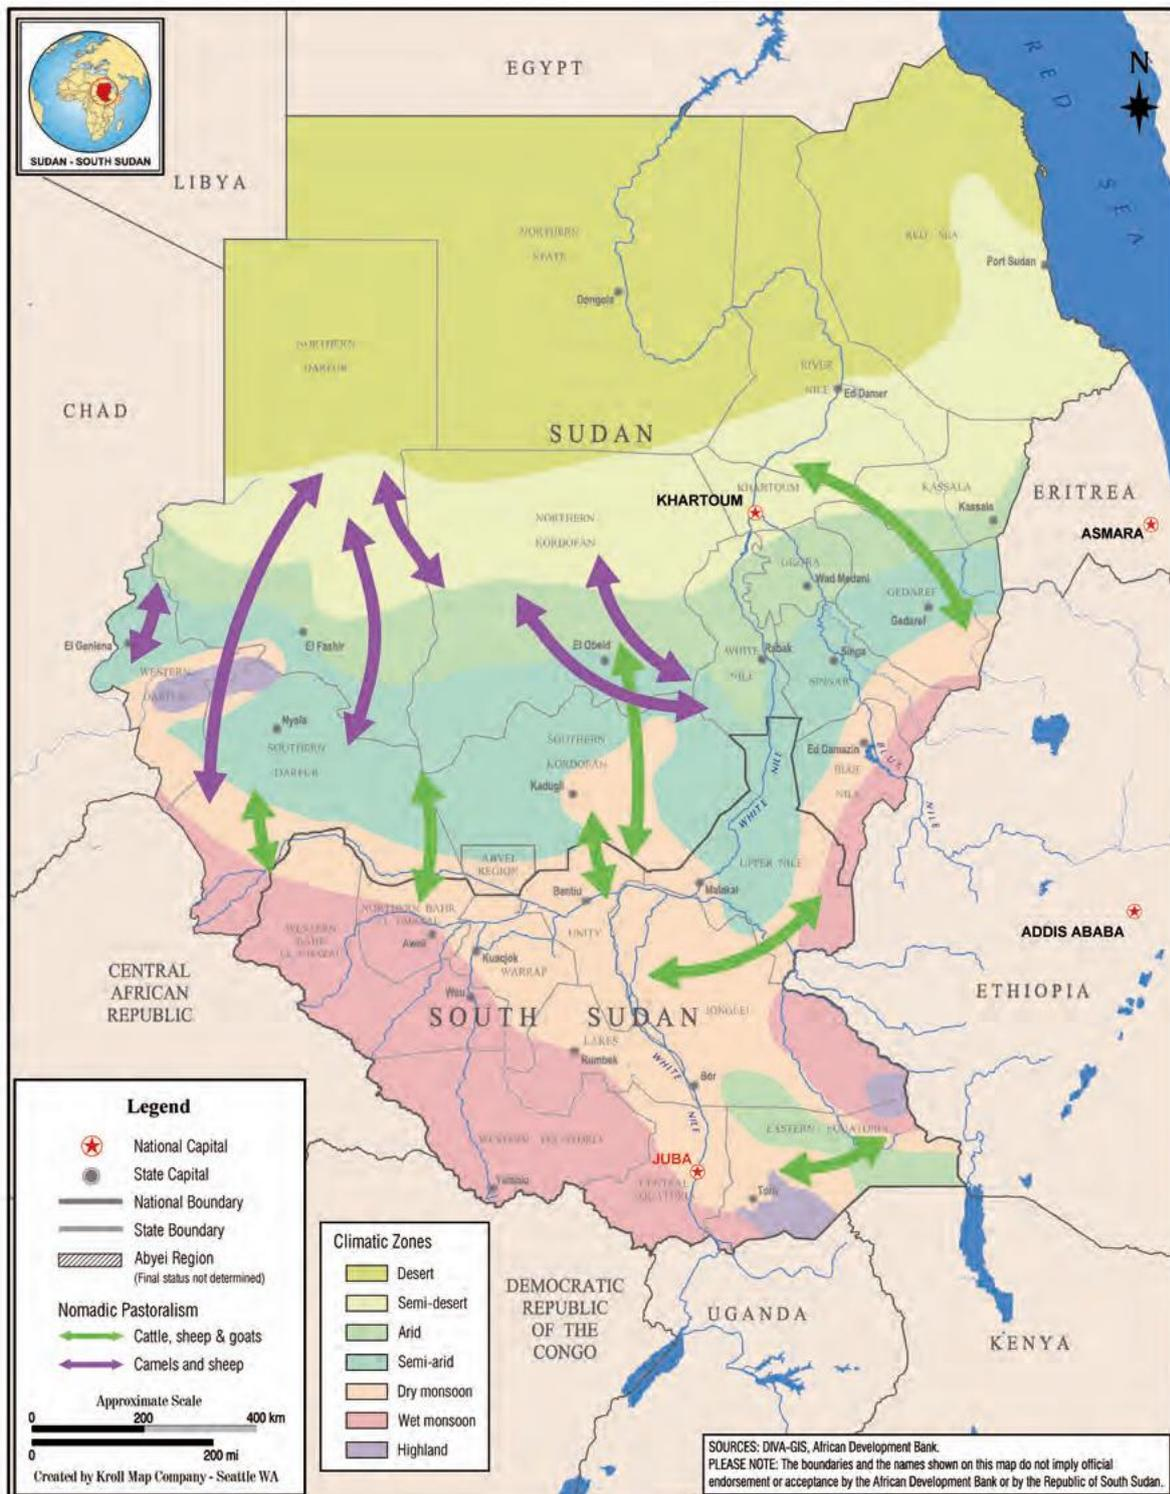 SUDAN - SOUTH SUDAN
EGYPT
N
RED SEA
LIBYA
NORTHERN
STATE
RED SEA
Port Sudan
Dongola
NORTHERN
DARFUR
RIVER
NILE
Ed Damer
CHAD
SUDAN
KHARTOUM
KHARTOUM
KASSALA
Kassala
ERITREA
ASMARA
NORTHERN
KORDOFAN
GEZIRA
Wad Medani
GEDAREF
Gedaref
El Geniena
El Fashir
El Obeid
WHITE
NILE
Rabak
Singa
SINNAR
WESTERN
DARFUR
Nyala
SOUTHERN
DARFUR
SOUTHERN
KORDOFAN
Kadugli
Ed Damazin
BLUE
NILE
BLUE
NILE
WHITE NILE
ABYEI
REGION
UPPER NILE
Malakal
Bentiu
NORTHERN BAHR
Aweil
WESTERN
BAHR
UNITY
Kuacjok
WARRAP
Wau
ADDIS ABABA
CENTRAL
AFRICAN
REPUBLIC
ETHIOPIA
SOUTH SUDAN
JONGLEI
LAKES
Rumbek
WHITE NILE
Bor
EASTERN EQUATORIA
WESTERN EQUATORIA
JUBA
CENTRAL
EQUATORIA
Torit
Yambio
DEMOCRATIC
REPUBLIC
OF THE
CONGO
UGANDA
KENYA
Legend
National Capital
State Capital
National Boundary
State Boundary
Abyei Region
(Final status not determined)
Nomadic Pastoralism
Cattle, sheep & goats
Camels and sheep
Approximate Scale
0 200 400 km
0 200 mi
Created by Kroll Map Company - Seattle WA
Climatic Zones
Desert
Semi-desert
Arid
Semi-arid
Dry monsoon
Wet monsoon
Highland
SOURCES: DIVA-GIS, African Development Bank.
PLEASE NOTE: The boundaries and the names shown on this map do not imply official
endorsement or acceptance by the African Development Bank or by the Republic of South Sudan.